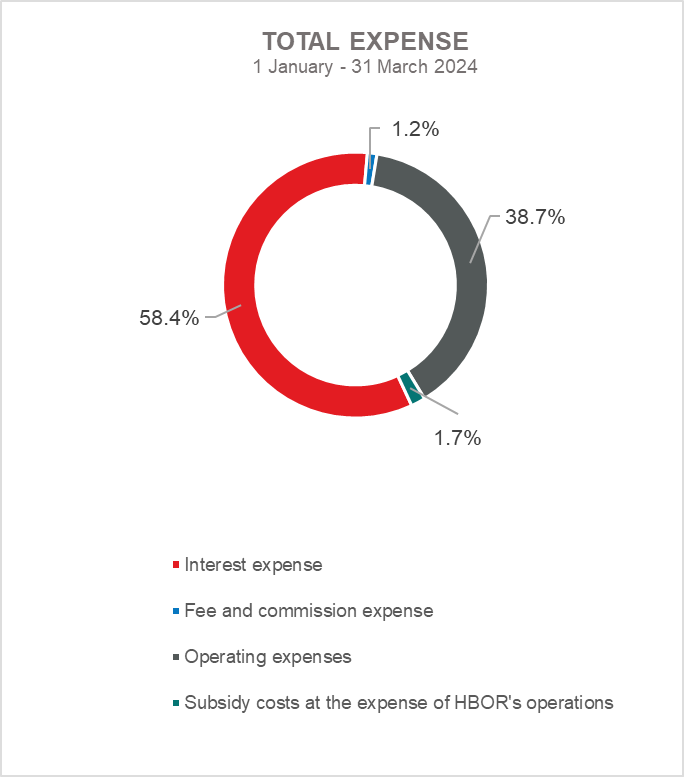 TOTAL EXPENSE
1 January - 31 March 2024
1.2%
38.7%
58.4%
1.7%
Interest expense
Fee and commission expense
Operating expenses
Subsidy costs at the expense of HBOR's operations